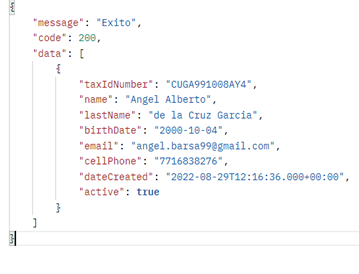 {
"message": "Exito",
"code": 200,
"data": [
{
"taxIdNumber": "CUGA991008AY4",
"name": "Angel Alberto",
"lastName": "de la Cruz Garcia",
"birthDate": "2000-10-04",
"email": "angel.barsa99@gmail.com",
"cellPhone": "7716838276",
"dateCreated": "2022-08-29T12:16:36.000+00:00",
"active": true
}
]
}